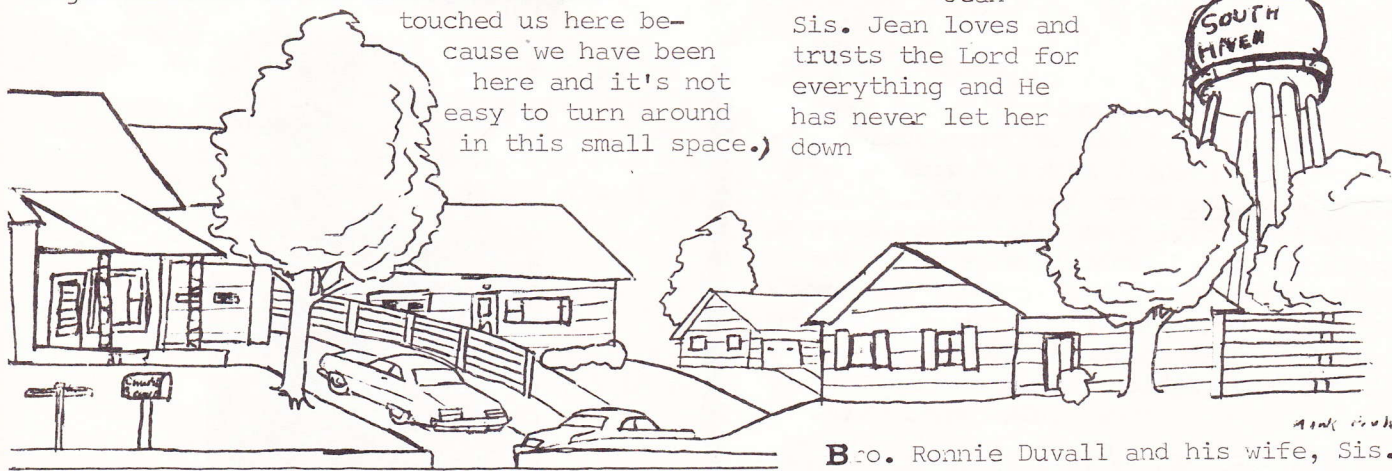 touched us here be-
cause we have been
here and it's not
easy to turn around
in this small space.)
Sis. Jean loves and
trusts the Lord for
everything and He
has never let her
down
SOUTH
HAVEN
Bro. Ronnie Duvall and his wife, Sis.